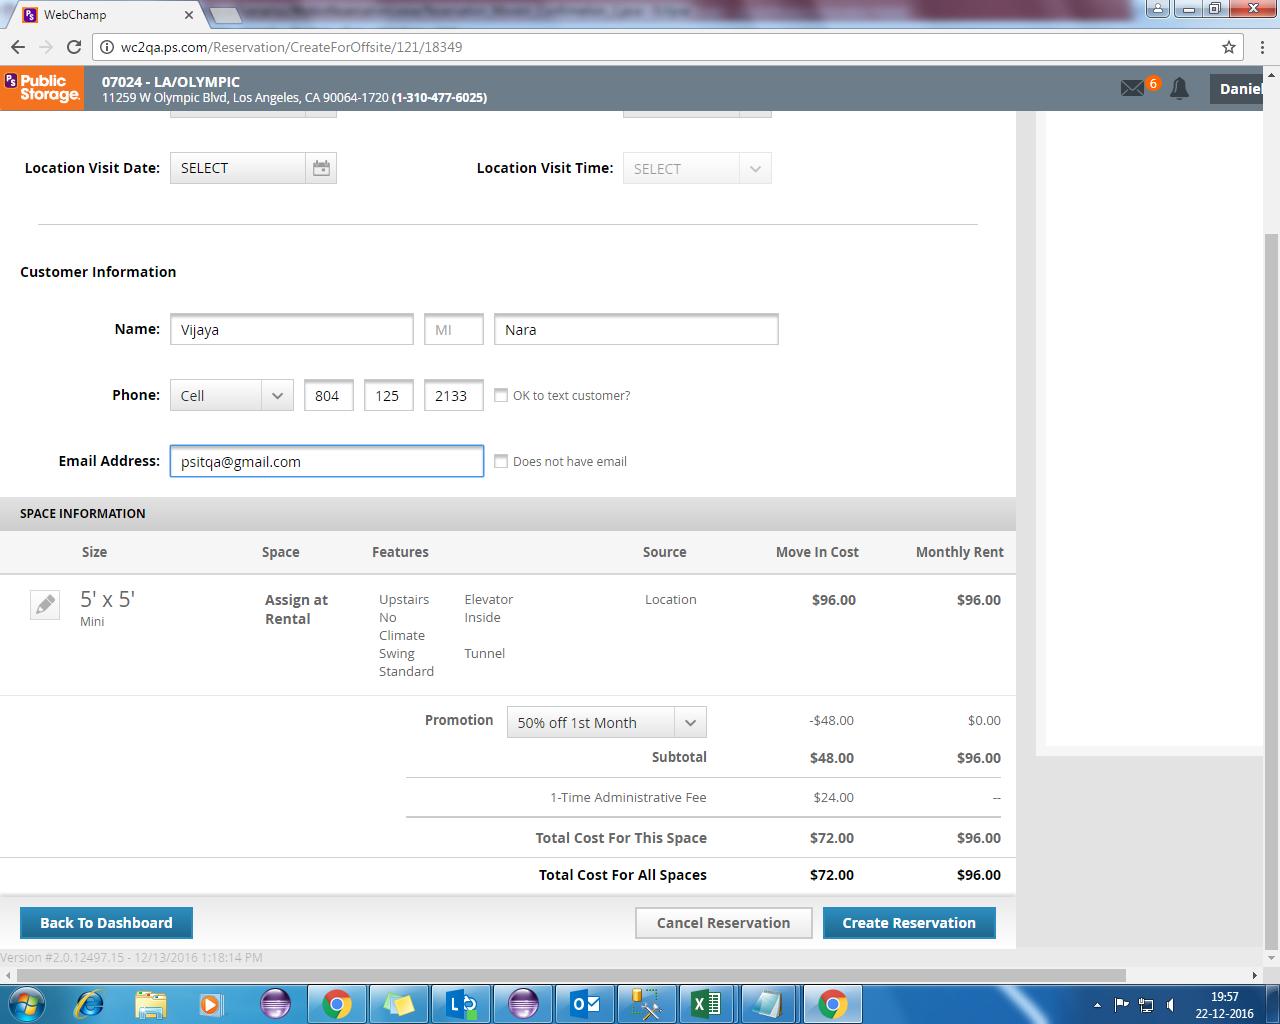 WebChamp
wc2qa.ps.com/Reservation/CreateForOffsite/121/18349
PS Public Storage
07024 - LA/OLYMPIC
11259 W Olympic Blvd, Los Angeles, CA 90064-1720 (1-310-477-6025)
6
Daniel
Location Visit Date: SELECT Location Visit Time: SELECT
Customer Information
Name: Vijaya MI Nara
Phone: Cell 804 125 2133 OK to text customer?
Email Address: psitqa@gmail.com Does not have email
SPACE INFORMATION
Size Space Features Source Move In Cost Monthly Rent
5' x 5' Assign at Upstairs Elevator Location $96.00 $96.00
Mini Rental No Inside
Climate
Swing Tunnel
Standard
Promotion 50% off 1st Month -$48.00 $0.00
Subtotal $48.00 $96.00
1-Time Administrative Fee $24.00 --
Total Cost For This Space $72.00 $96.00
Total Cost For All Spaces $72.00 $96.00
Back To Dashboard Cancel Reservation Create Reservation
Version #2.0.12497.15 - 12/13/2016 1:18:14 PM
19:57
22-12-2016